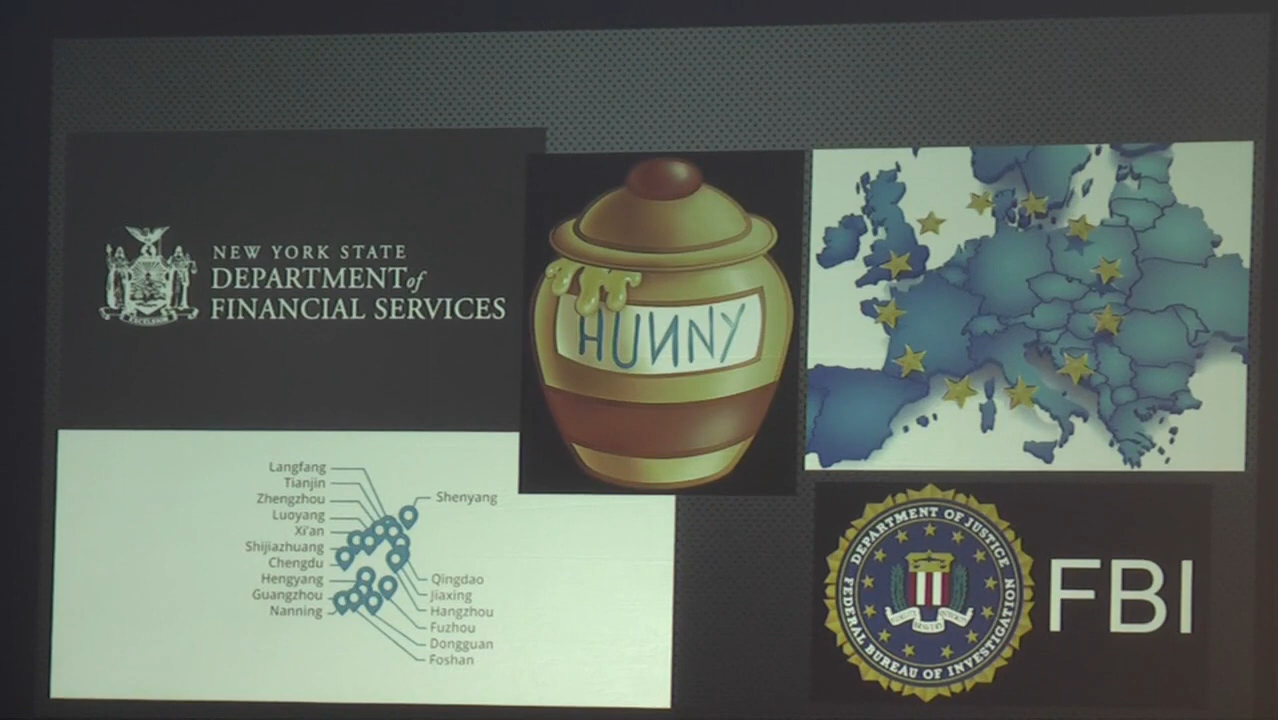 NEW YORK STATE
DEPARTMENT of
FINANCIAL SERVICES
EXCELSIOR
HUNNY
Langfang
Tianjin
Zhengzhou
Luoyang
Xi'an
Shijiazhuang
Chengdu
Hengyang
Guangzhou
Nanning
Shenyang
Qingdao
Jiaxing
Hangzhou
Fuzhou
Dongguan
Foshan
DEPARTMENT OF JUSTICE
FEDERAL BUREAU OF INVESTIGATION
FBI